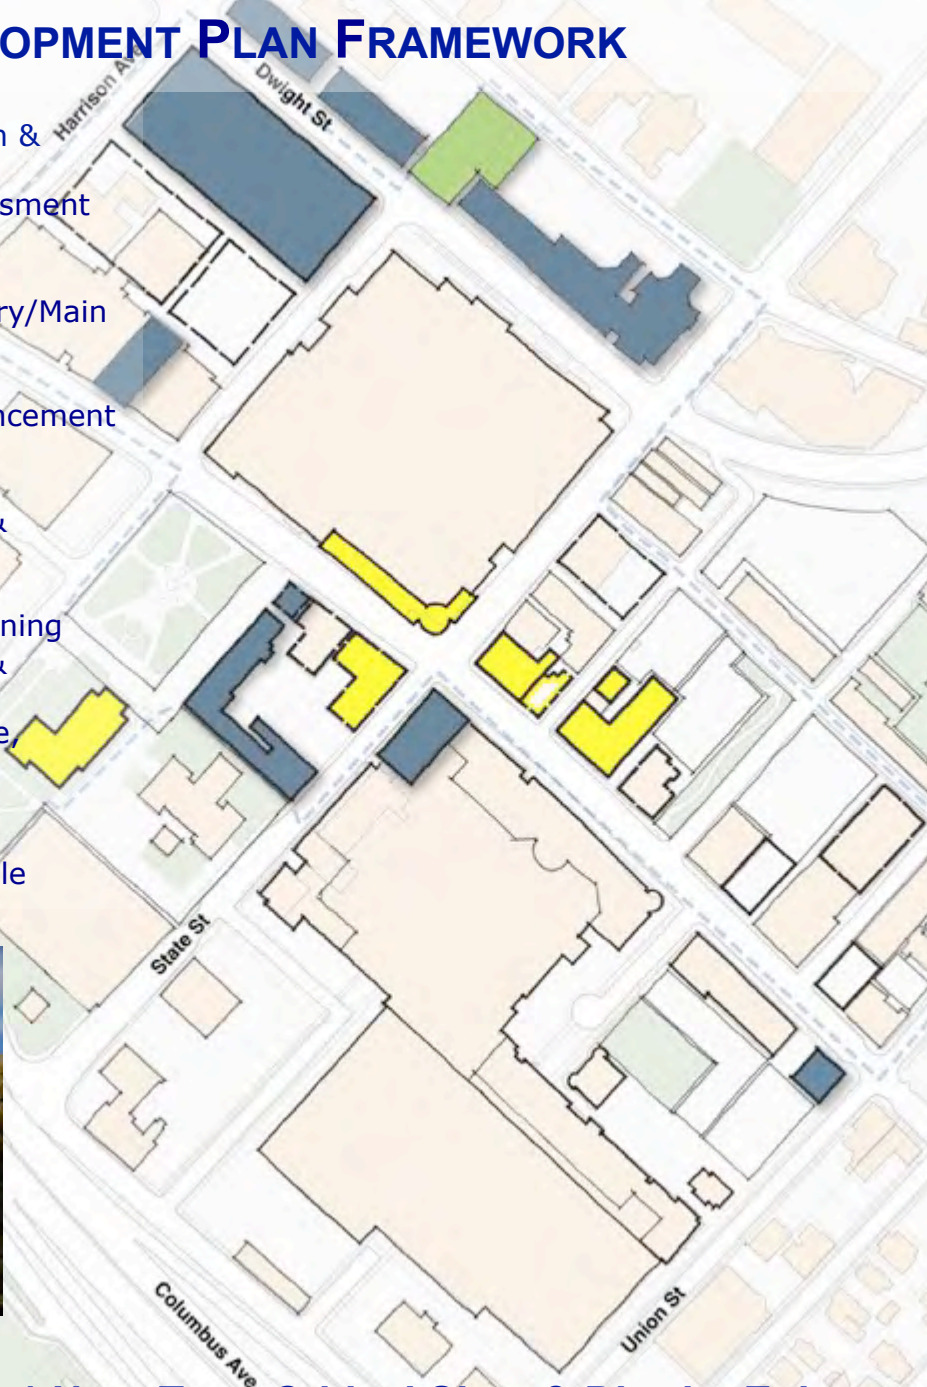 OPMENT PLAN FRAMEWORK
Harrison Ave
Dwight St
n &
sment
ry/Main
ncement
&
ning
&
e,
le
State St
Columbus Ave
Union St